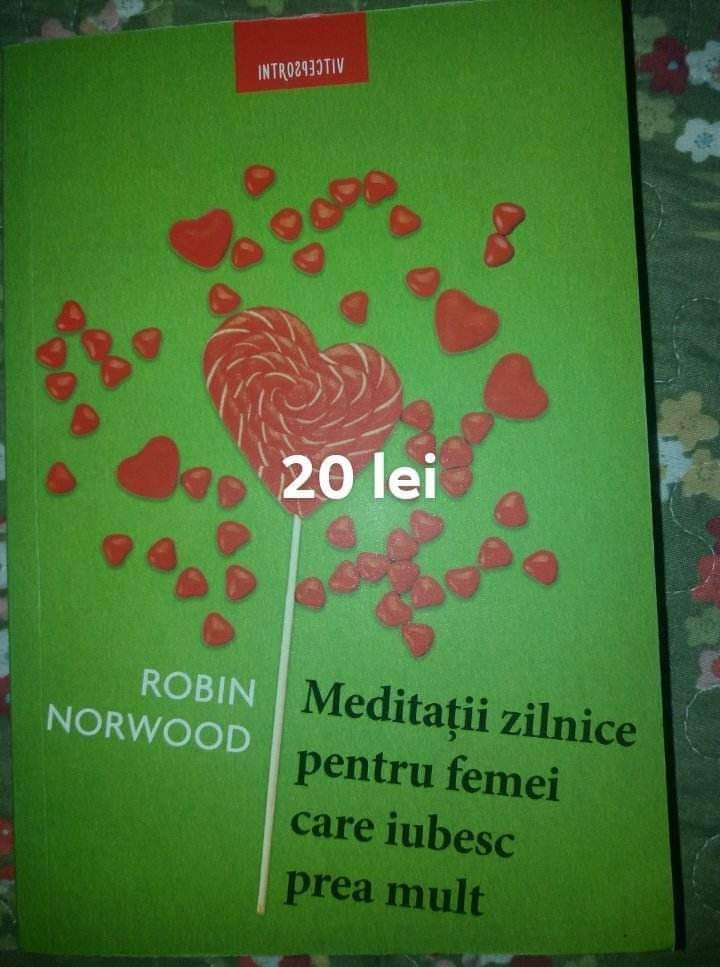 INTROSPECTIV
20 lei
ROBIN
NORWOOD
Meditații zilnice
pentru femei
care iubesc
prea mult